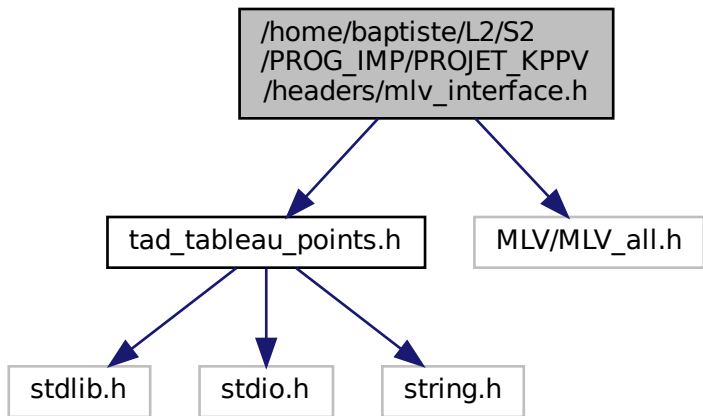 /home/baptiste/L2/S2
/PROG_IMP/PROJET_KPPV
/headers/mlv_interface.h
tad_tableau_points.h
MLV/MLV_all.h
stdlib.h
stdio.h
string.h